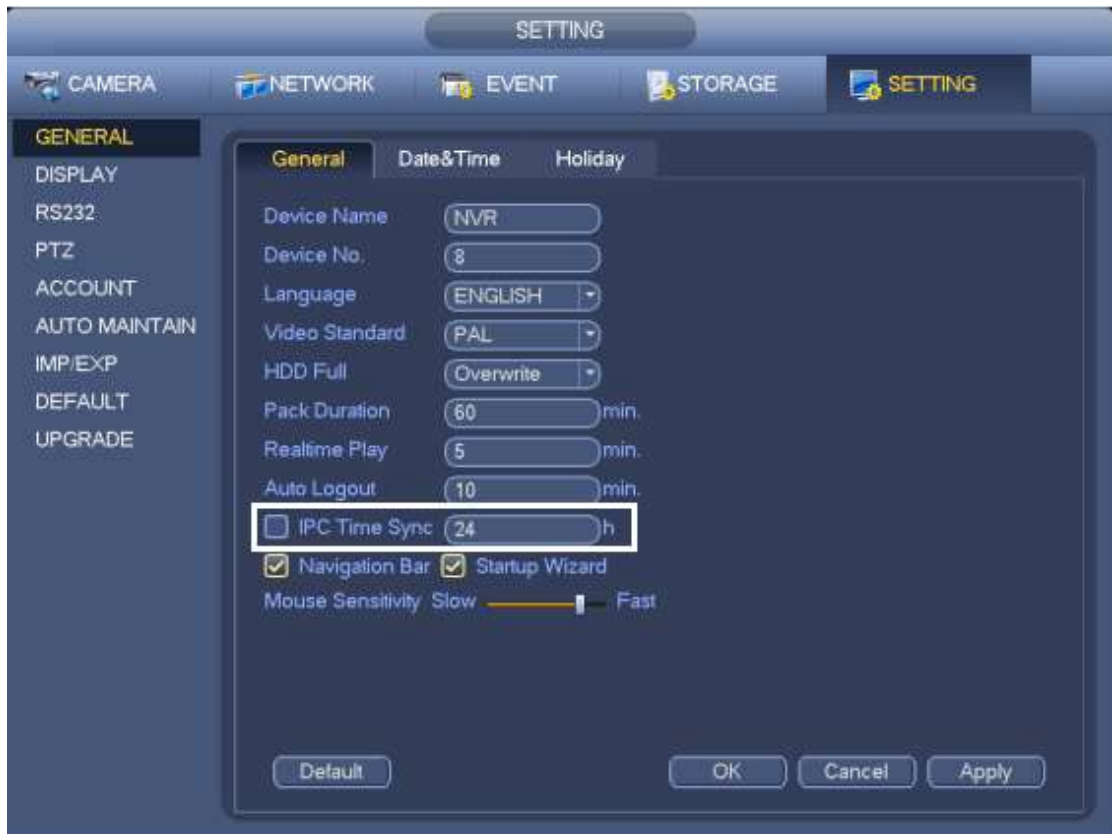 SETTING
CAMERA NETWORK EVENT STORAGE SETTING
GENERAL
DISPLAY
RS232
PTZ
ACCOUNT
AUTO MAINTAIN
IMP/EXP
DEFAULT
UPGRADE
General Date&Time Holiday
Device Name NVR
Device No. 8
Language ENGLISH
Video Standard PAL
HDD Full Overwrite
Pack Duration 60 min.
Realtime Play 5 min.
Auto Logout 10 min.
IPC Time Sync 24 h
Navigation Bar Startup Wizard
Mouse Sensitivity Slow Fast
Default OK Cancel Apply